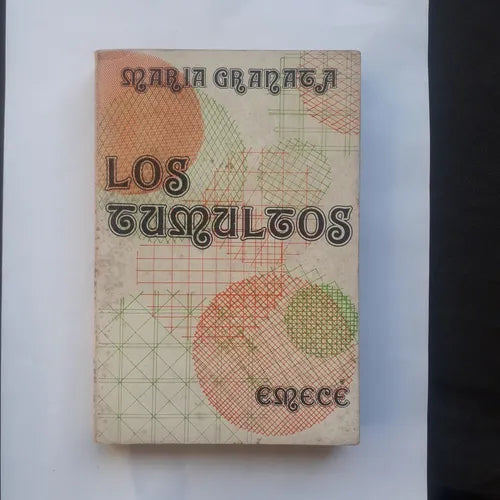 MARIA GRANATA
LOS
TUMULTOS
EMECÉ